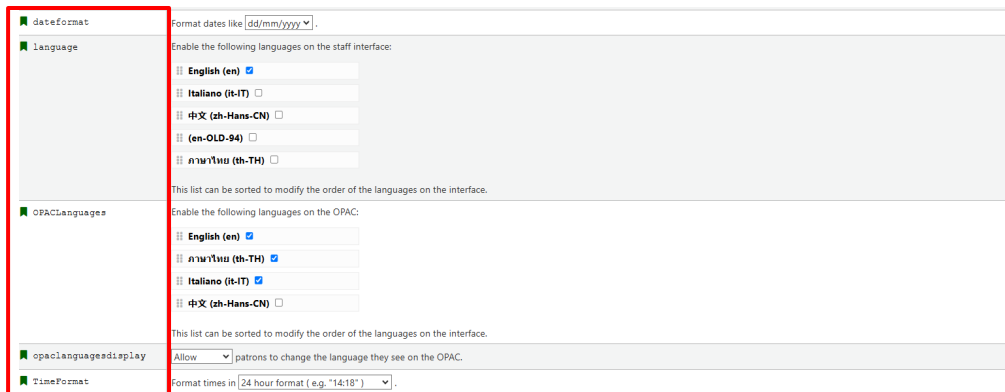 dateformat Format dates like dd/mm/yyyy .
language Enable the following languages on the staff interface:
English (en)
Italiano (it-IT)
中文 (zh-Hans-CN)
(en-OLD-94)
ภาษาไทย (th-TH)
This list can be sorted to modify the order of the languages on the interface.
OPACLanguages Enable the following languages on the OPAC:
English (en)
ภาษาไทย (th-TH)
Italiano (it-IT)
中文 (zh-Hans-CN)
This list can be sorted to modify the order of the languages on the interface.
opaclanguagesdisplay Allow patrons to change the language they see on the OPAC.
TimeFormat Format times in 24 hour format ( e.g. "14:18" ) .